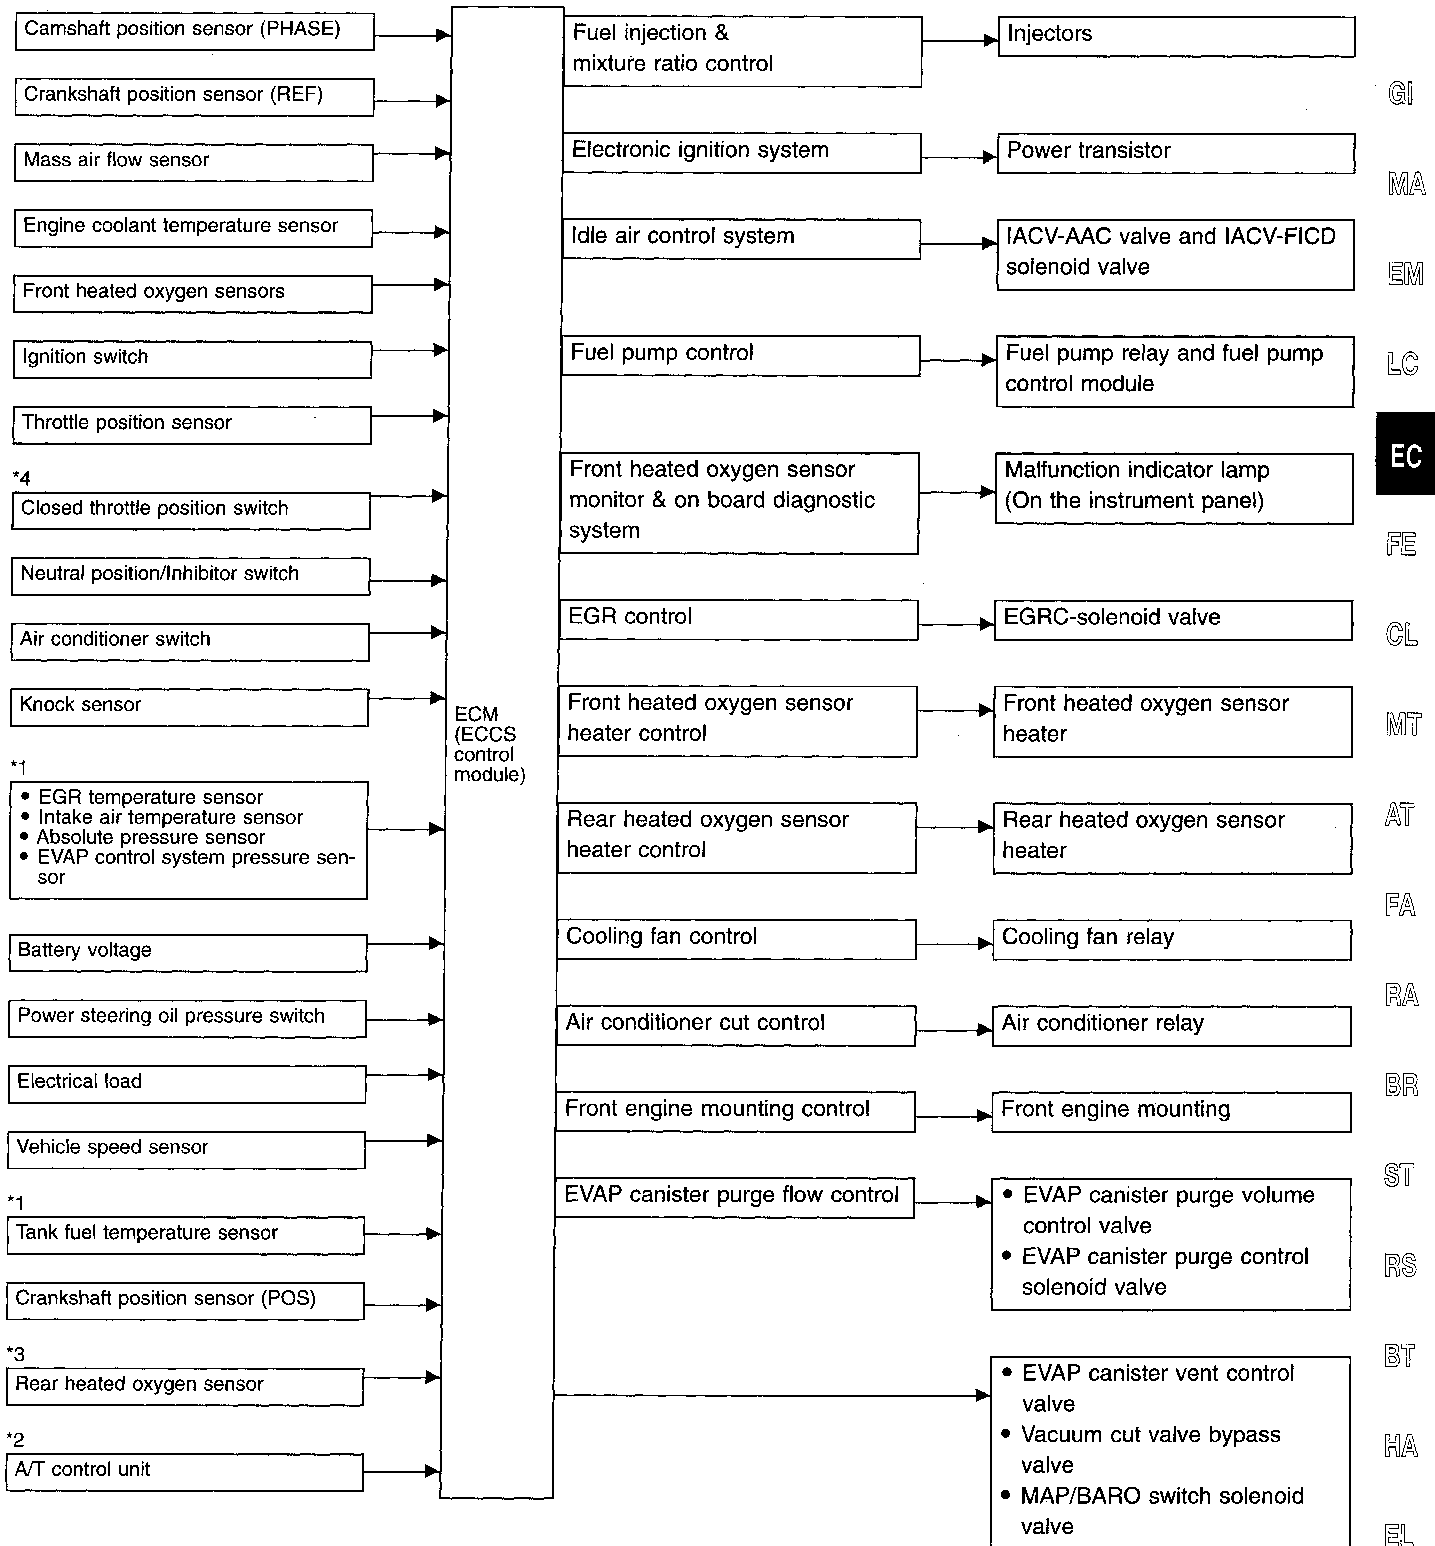 Camshaft position sensor (PHASE)
Crankshaft position sensor (REF)
Mass air flow sensor
Engine coolant temperature sensor
Front heated oxygen sensors
Ignition switch
Throttle position sensor
*4
Closed throttle position switch
Neutral position/Inhibitor switch
Air conditioner switch
Knock sensor
*1
• EGR temperature sensor
• Intake air temperature sensor
• Absolute pressure sensor
• EVAP control system pressure sen-
sor
Battery voltage
Power steering oil pressure switch
Electrical load
Vehicle speed sensor
*1
Tank fuel temperature sensor
Crankshaft position sensor (POS)
*3
Rear heated oxygen sensor
*2
A/T control unit
ECM
(ECCS
control
module)
Fuel injection &
mixture ratio control
Electronic ignition system
Idle air control system
Fuel pump control
Front heated oxygen sensor
monitor & on board diagnostic
system
EGR control
Front heated oxygen sensor
heater control
Rear heated oxygen sensor
heater control
Cooling fan control
Air conditioner cut control
Front engine mounting control
EVAP canister purge flow control
Injectors
Power transistor
IACV-AAC valve and IACV-FICD
solenoid valve
Fuel pump relay and fuel pump
control module
Malfunction indicator lamp
(On the instrument panel)
EGRC-solenoid valve
Front heated oxygen sensor
heater
Rear heated oxygen sensor
heater
Cooling fan relay
Air conditioner relay
Front engine mounting
• EVAP canister purge volume
control valve
• EVAP canister purge control
solenoid valve
• EVAP canister vent control
valve
• Vacuum cut valve bypass
valve
• MAP/BARO switch solenoid
valve
GI
MA
EM
LC
EC
FE
CL
MT
AT
FA
RA
BR
ST
RS
BT
HA
EL